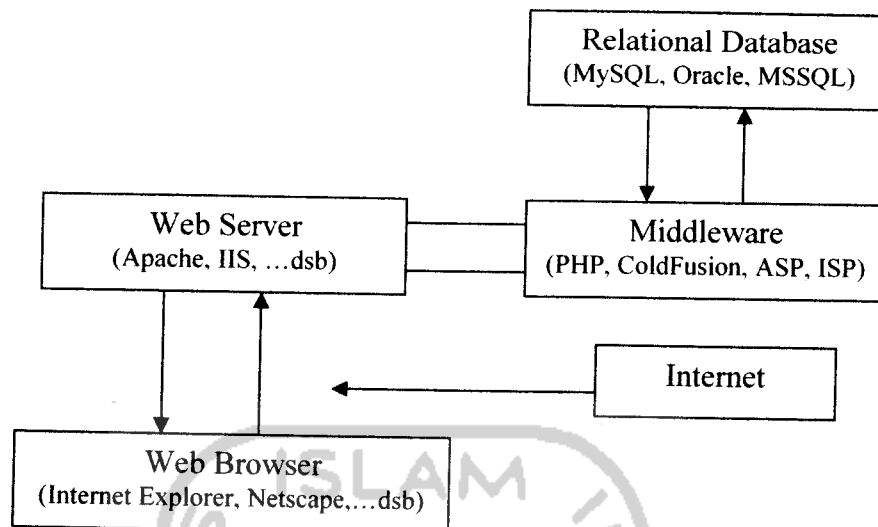 Relational Database
(MySQL, Oracle, MSSQL)
Web Server
(Apache, IIS, ...dsb)
Middleware
(PHP, ColdFusion, ASP, ISP)
Internet
Web Browser
(Internet Explorer, Netscape,...dsb)
ISLAM